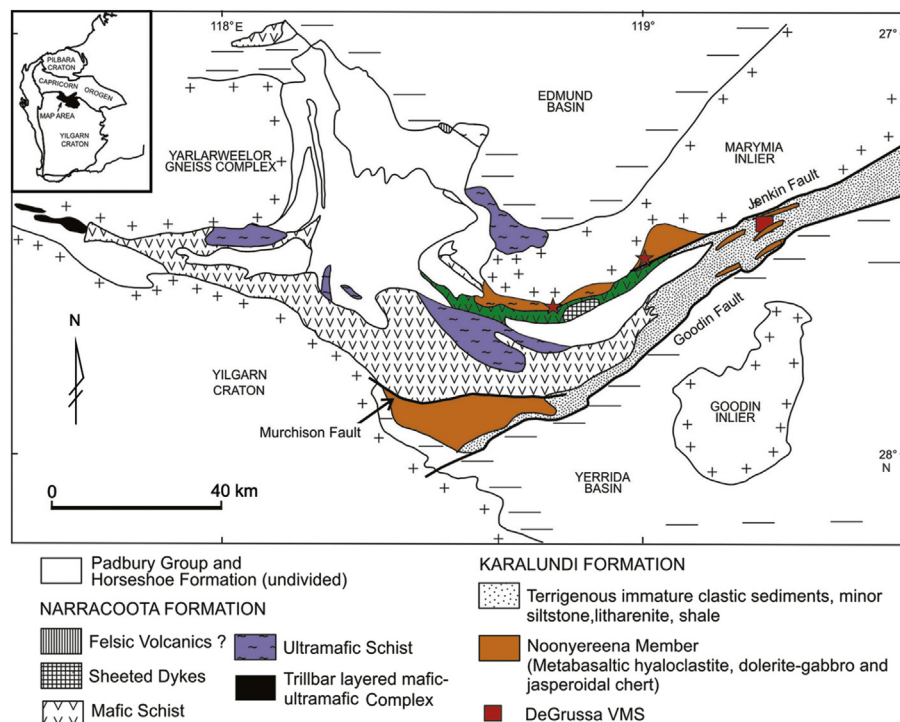 118°E
119°
27°
PILBARA
CRATON
CAPRICORN
OROGEN
MAP AREA
YILGARN
CRATON
EDMUND
BASIN
MARYMIA
INLIER
YARLARWEELOR
GNEISS COMPLEX
Jenkin Fault
Goodin Fault
N
YILGARN
CRATON
GOODIN
INLIER
Murchison Fault
28°
N
YERRIDA
BASIN
0 40 km
Padbury Group and
Horseshoe Formation (undivided)
NARRACOOTA FORMATION
Felsic Volcanics ?
Sheeted Dykes
Mafic Schist
Ultramafic Schist
Trillbar layered mafic-
ultramafic Complex
KARALUNDI FORMATION
Terrigenous immature clastic sediments, minor
siltstone,litharenite, shale
Noonyereena Member
(Metabasaltic hyaloclastite, dolerite-gabbro and
jasperoidal chert)
DeGrussa VMS